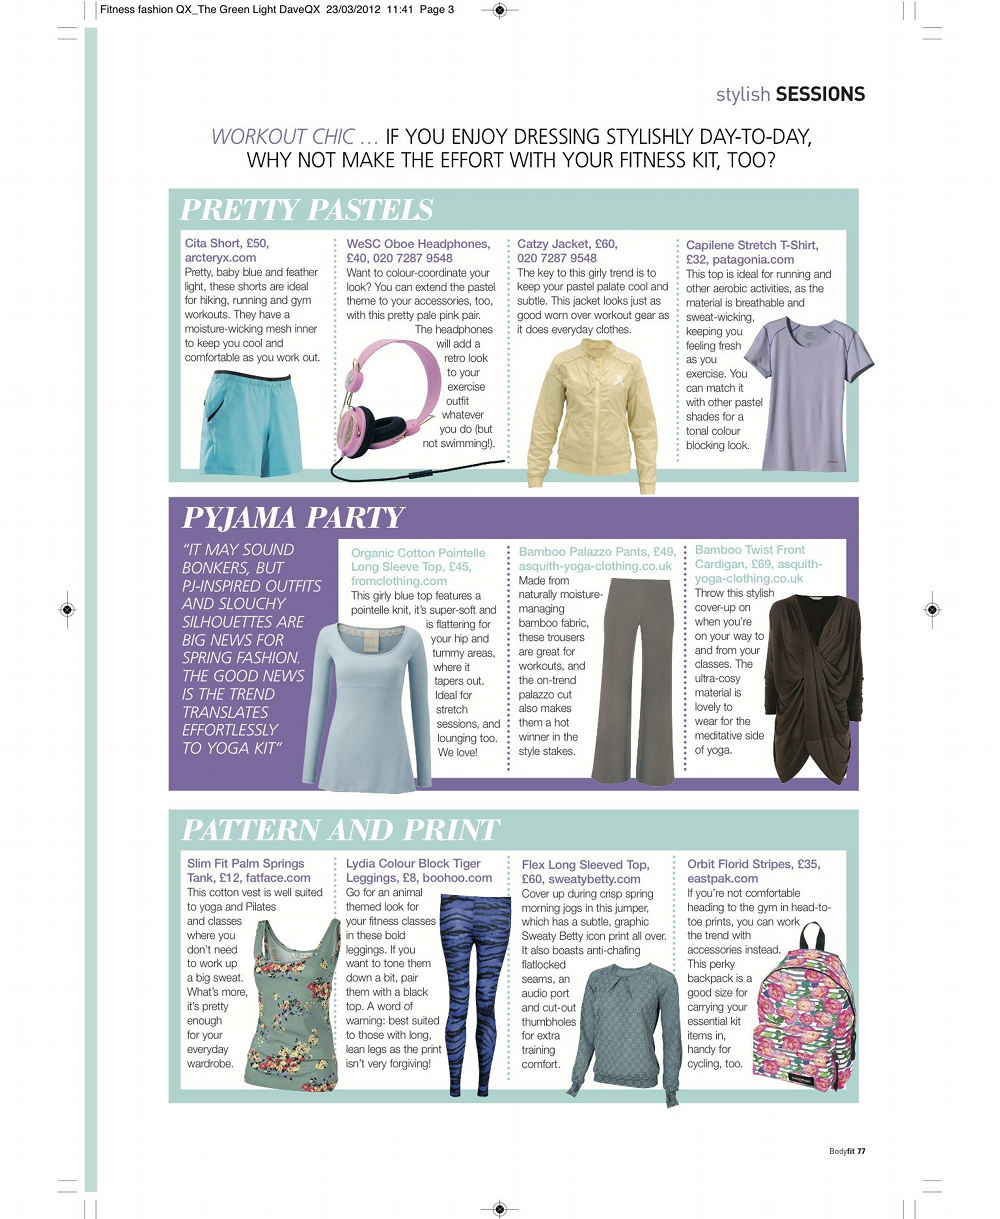 Fitness fashion QX_The Green Light DaveQX 23/03/2012 11:41 Page 3
stylish SESSIONS
WORKOUT CHIC ... IF YOU ENJOY DRESSING STYLISHLY DAY-TO-DAY,
WHY NOT MAKE THE EFFORT WITH YOUR FITNESS KIT, TOO?
PRETTY PASTELS
Cita Short, £50,
arcteryx.com
Pretty, baby blue and feather
light, these shorts are ideal
for hiking, running and gym
workouts. They have a
moisture-wicking mesh inner
to keep you cool and
comfortable as you work out.
WeSC Oboe Headphones,
£40, 020 7287 9548
Want to colour-coordinate your
look? You can extend the pastel
theme to your accessories, too,
with this pretty pale pink pair.
The headphones
will add a
retro look
to your
exercise
outfit
whatever
you do (but
not swimming!).
Catzy Jacket, £60,
020 7287 9548
The key to this girly trend is to
keep your pastel palate cool and
subtle. This jacket looks just as
good worn over workout gear as
it does everyday clothes.
Capilene Stretch T-Shirt,
£32, patagonia.com
This top is ideal for running and
other aerobic activities, as the
material is breathable and
sweat-wicking,
keeping you
feeling fresh
as you
exercise. You
can match it
with other pastel
shades for a
tonal colour
blocking look.
PYJAMA PARTY
“IT MAY SOUND
BONKERS, BUT
PJ-INSPIRED OUTFITS
AND SLOUCHY
SILHOUETTES ARE
BIG NEWS FOR
SPRING FASHION.
THE GOOD NEWS
IS THE TREND
TRANSLATES
EFFORTLESSLY
TO YOGA KIT”
Organic Cotton Pointelle
Long Sleeve Top, £45,
fromclothing.com
This girly blue top features a
pointelle knit, it’s super-soft and
is flattering for
your hip and
tummy areas,
where it
tapers out.
Ideal for
stretch
sessions, and
lounging too.
We love!
Bamboo Palazzo Pants, £49,
asquith-yoga-clothing.co.uk
Made from
naturally moisture-
managing
bamboo fabric,
these trousers
are great for
workouts, and
the on-trend
palazzo cut
also makes
them a hot
winner in the
style stakes.
Bamboo Twist Front
Cardigan, £69, asquith-
yoga-clothing.co.uk
Throw this stylish
cover-up on
when you’re
on your way to
and from your
classes. The
ultra-cosy
material is
lovely to
wear for the
meditative side
of yoga.
PATTERN AND PRINT
Slim Fit Palm Springs
Tank, £12, fatface.com
This cotton vest is well suited
to yoga and Pilates
and classes
where you
don’t need
to work up
a big sweat.
What’s more,
it’s pretty
enough
for your
everyday
wardrobe.
Lydia Colour Block Tiger
Leggings, £8, boohoo.com
Go for an animal
themed look for
your fitness classes
in these bold
leggings. If you
want to tone them
down a bit, pair
them with a black
top. A word of
warning: best suited
to those with long,
lean legs as the print
isn’t very forgiving!
Flex Long Sleeved Top,
£60, sweatybetty.com
Cover up during crisp spring
morning jogs in this jumper,
which has a subtle, graphic
Sweaty Betty icon print all over.
It also boasts anti-chafing
flatlocked
seams, an
audio port
and cut-out
thumbholes
for extra
training
comfort.
Orbit Florid Stripes, £35,
eastpak.com
If you’re not comfortable
heading to the gym in head-to-
toe prints, you can work
the trend with
accessories instead.
This perky
backpack is a
good size for
carrying your
essential kit
items in,
handy for
cycling, too.
Bodyfit 77